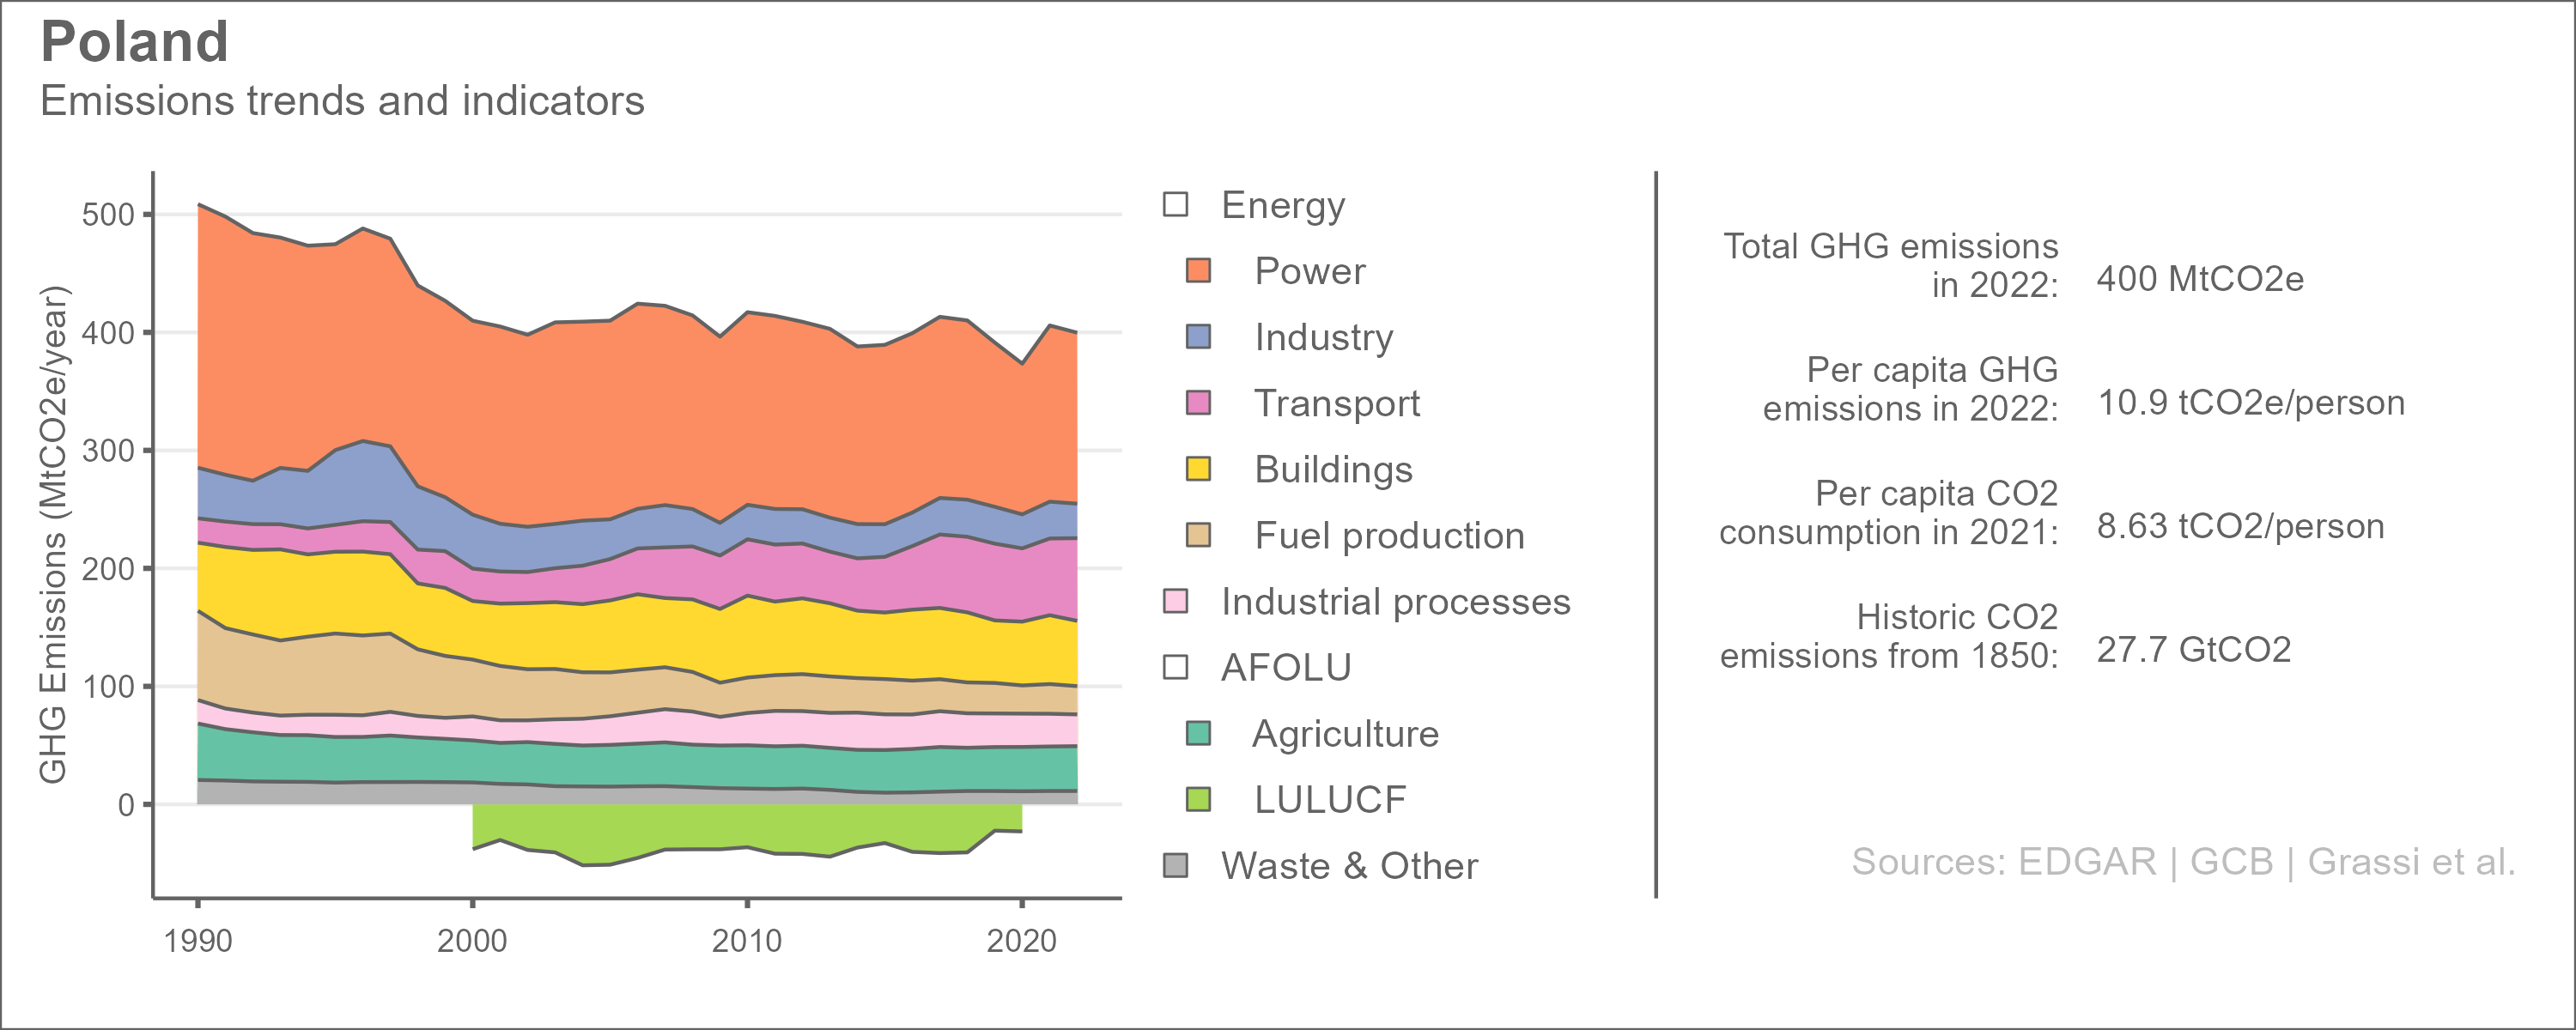 Poland
Emissions trends and indicators
GHG Emissions (MtCO2e/year)
500
400
300
200
100
0
1990
2000
2010
2020
Energy
Power
Industry
Transport
Buildings
Fuel production
Industrial processes
AFOLU
Agriculture
LULUCF
Waste & Other
Total GHG emissions
in 2022:
400 MtCO2e
Per capita GHG
emissions in 2022:
10.9 tCO2e/person
Per capita CO2
consumption in 2021:
8.63 tCO2/person
Historic CO2
emissions from 1850:
27.7 GtCO2
Sources: EDGAR | GCB | Grassi et al.